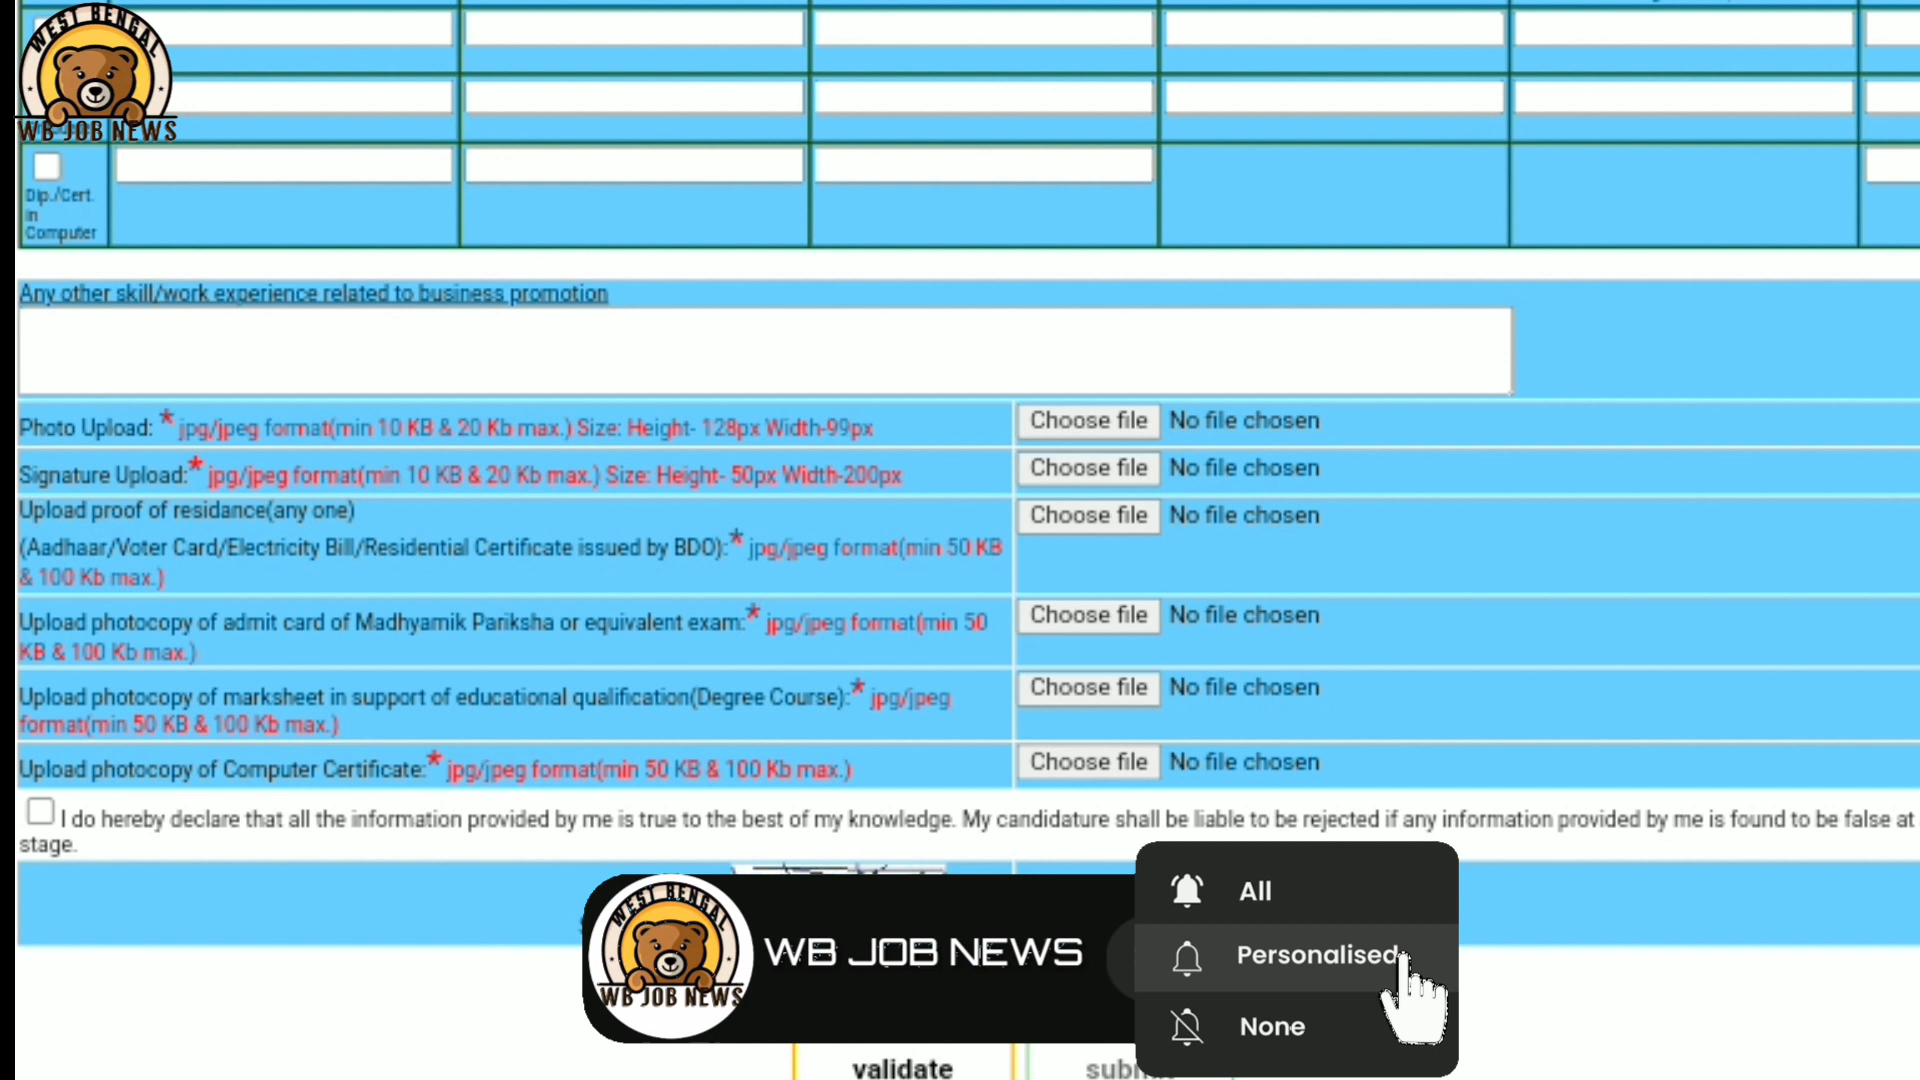 WEST BENGAL
WB JOB NEWS
Dip./Cert.
in
Computer
Any other skill/work experience related to business promotion
Photo Upload: * jpg/jpeg format(min 10 KB & 20 Kb max.) Size: Height- 128px Width-99px
Choose file No file chosen
Signature Upload:* jpg/jpeg format(min 10 KB & 20 Kb max.) Size: Height- 50px Width-200px
Choose file No file chosen
Upload proof of residance(any one)
(Aadhaar/Voter Card/Electricity Bill/Residential Certificate issued by BDO):* jpg/jpeg format(min 50 KB
& 100 Kb max.)
Choose file No file chosen
Upload photocopy of admit card of Madhyamik Pariksha or equivalent exam:* jpg/jpeg format(min 50
KB & 100 Kb max.)
Choose file No file chosen
Upload photocopy of marksheet in support of educational qualification(Degree Course):* jpg/jpeg
format(min 50 KB & 100 Kb max.)
Choose file No file chosen
Upload photocopy of Computer Certificate:* jpg/jpeg format(min 50 KB & 100 Kb max.)
Choose file No file chosen
I do hereby declare that all the information provided by me is true to the best of my knowledge. My candidature shall be liable to be rejected if any information provided by me is found to be false at
stage.
WEST BENGAL
WB JOB NEWS
WB JOB NEWS
All
Personalised
None
validate